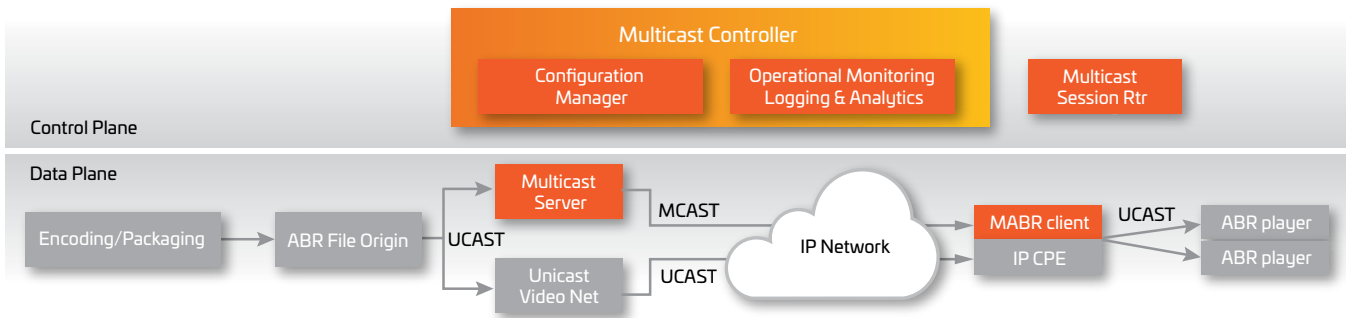 Multicast Controller
Configuration
Manager
Operational Monitoring
Logging & Analytics
Multicast
Session Rtr
Control Plane
Data Plane
Encoding/Packaging
ABR File Origin
UCAST
Multicast
Server
Unicast
Video Net
MCAST
UCAST
IP Network
MABR client
IP CPE
UCAST
ABR player
ABR player